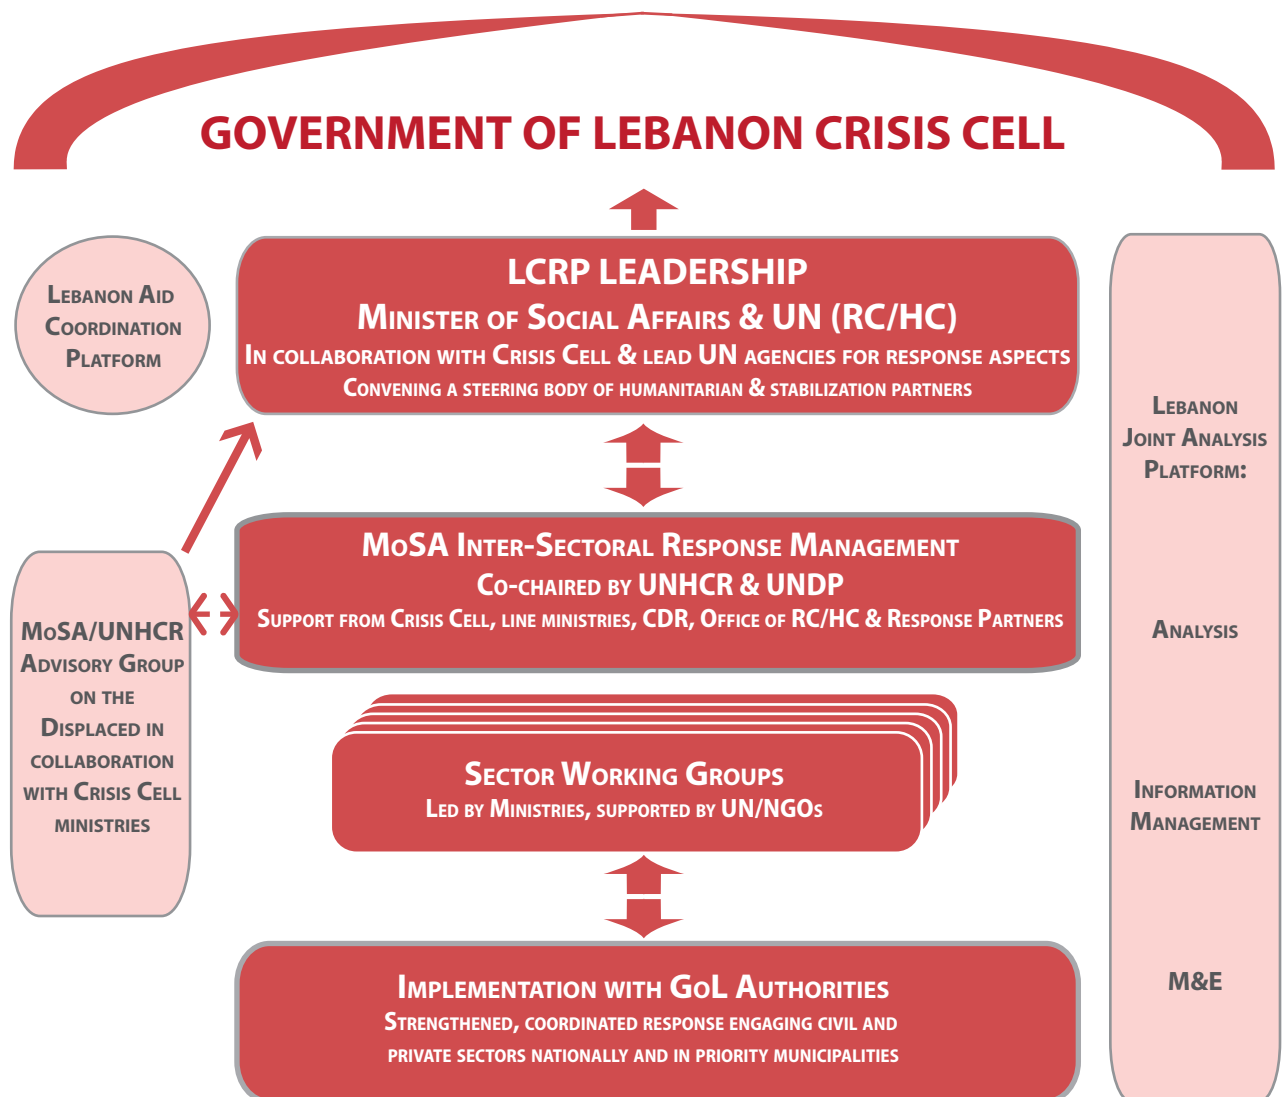 GOVERNMENT OF LEBANON CRISIS CELL
Lebanon Aid
Coordination
Platform
LCRP LEADERSHIP
Minister of Social Affairs & UN (RC/HC)
In collaboration with Crisis Cell & lead UN agencies for response aspects
Convening a steering body of humanitarian & stabilization partners
MoSA Inter-Sectoral Response Management
Co-chaired by UNHCR & UNDP
Support from Crisis Cell, line ministries, CDR, Office of RC/HC & Response Partners
MoSA/UNHCR
Advisory Group
on the
Displaced in
collaboration
with Crisis Cell
ministries
Sector Working Groups
Led by Ministries, supported by UN/NGOs
Implementation with GoL Authorities
Strengthened, coordinated response engaging civil and
private sectors nationally and in priority municipalities
Lebanon
Joint Analysis
Platform:
Analysis
Information
Management
M&E